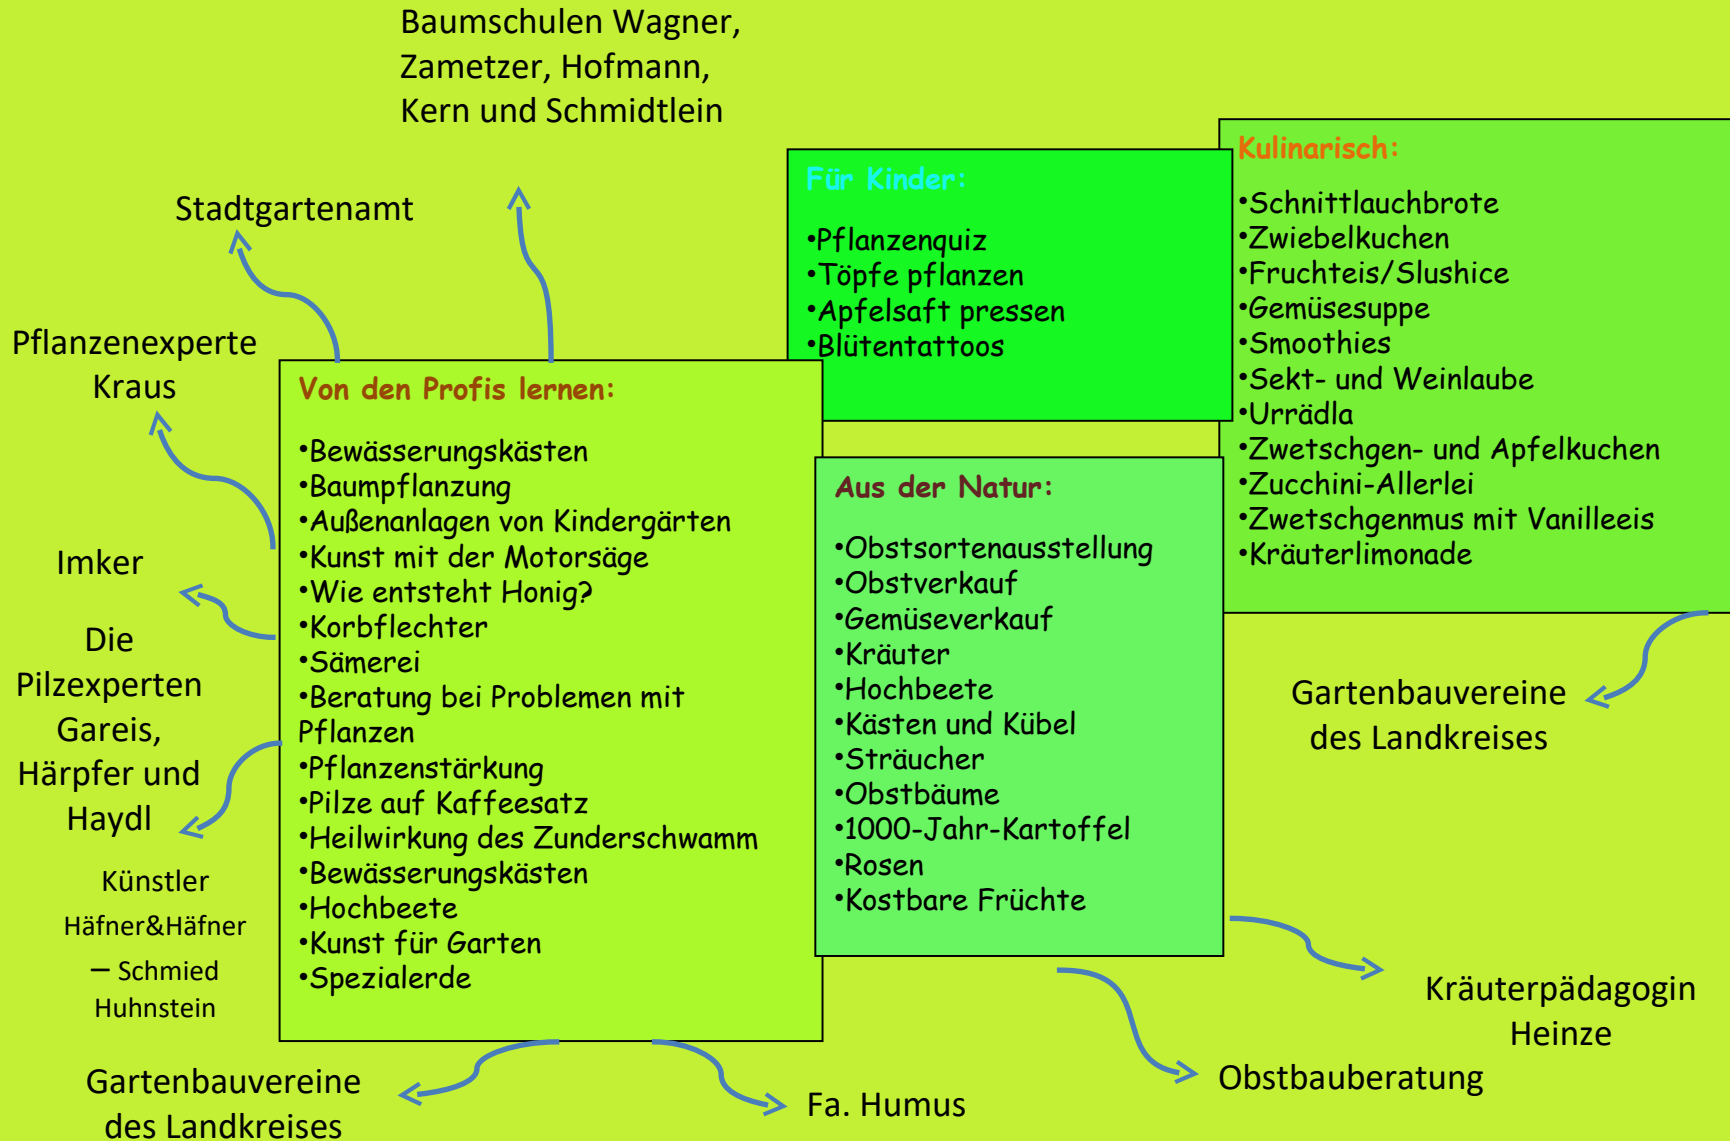 Baumschulen Wagner,
Zametzer, Hofmann,
Kern und Schmidtlein
Stadtgartenamt
Pflanzenexperte
Kraus
Imker
Die
Pilzexperten
Gareis,
Härpfer und
Haydl
Künstler
Häfner&Häfner
– Schmied
Huhnstein
Von den Profis lernen:
•Bewässerungskästen
•Baumpflanzung
•Außenanlagen von Kindergärten
•Kunst mit der Motorsäge
•Wie entsteht Honig?
•Korbflechter
•Sämerei
•Beratung bei Problemen mit
Pflanzen
•Pflanzenstärkung
•Pilze auf Kaffeesatz
•Heilwirkung des Zunderschwamm
•Bewässerungskästen
•Hochbeete
•Kunst für Garten
•Spezialerde
Für Kinder:
•Pflanzenquiz
•Töpfe pflanzen
•Apfelsaft pressen
•Blütentattoos
Aus der Natur:
•Obstsortenausstellung
•Obstverkauf
•Gemüseverkauf
•Kräuter
•Hochbeete
•Kästen und Kübel
•Sträucher
•Obstbäume
•1000-Jahr-Kartoffel
•Rosen
•Kostbare Früchte
Kulinarisch:
•Schnittlauchbrote
•Zwiebelkuchen
•Fruchteis/Slushice
•Gemüsesuppe
•Smoothies
•Sekt- und Weinlaube
•Urrädla
•Zwetschgen- und Apfelkuchen
•Zucchini-Allerlei
•Zwetschgenmus mit Vanilleeis
•Kräuterlimonade
Gartenbauvereine
des Landkreises
Kräuterpädagogin
Heinze
Obstbauberatung
Fa. Humus
Gartenbauvereine
des Landkreises